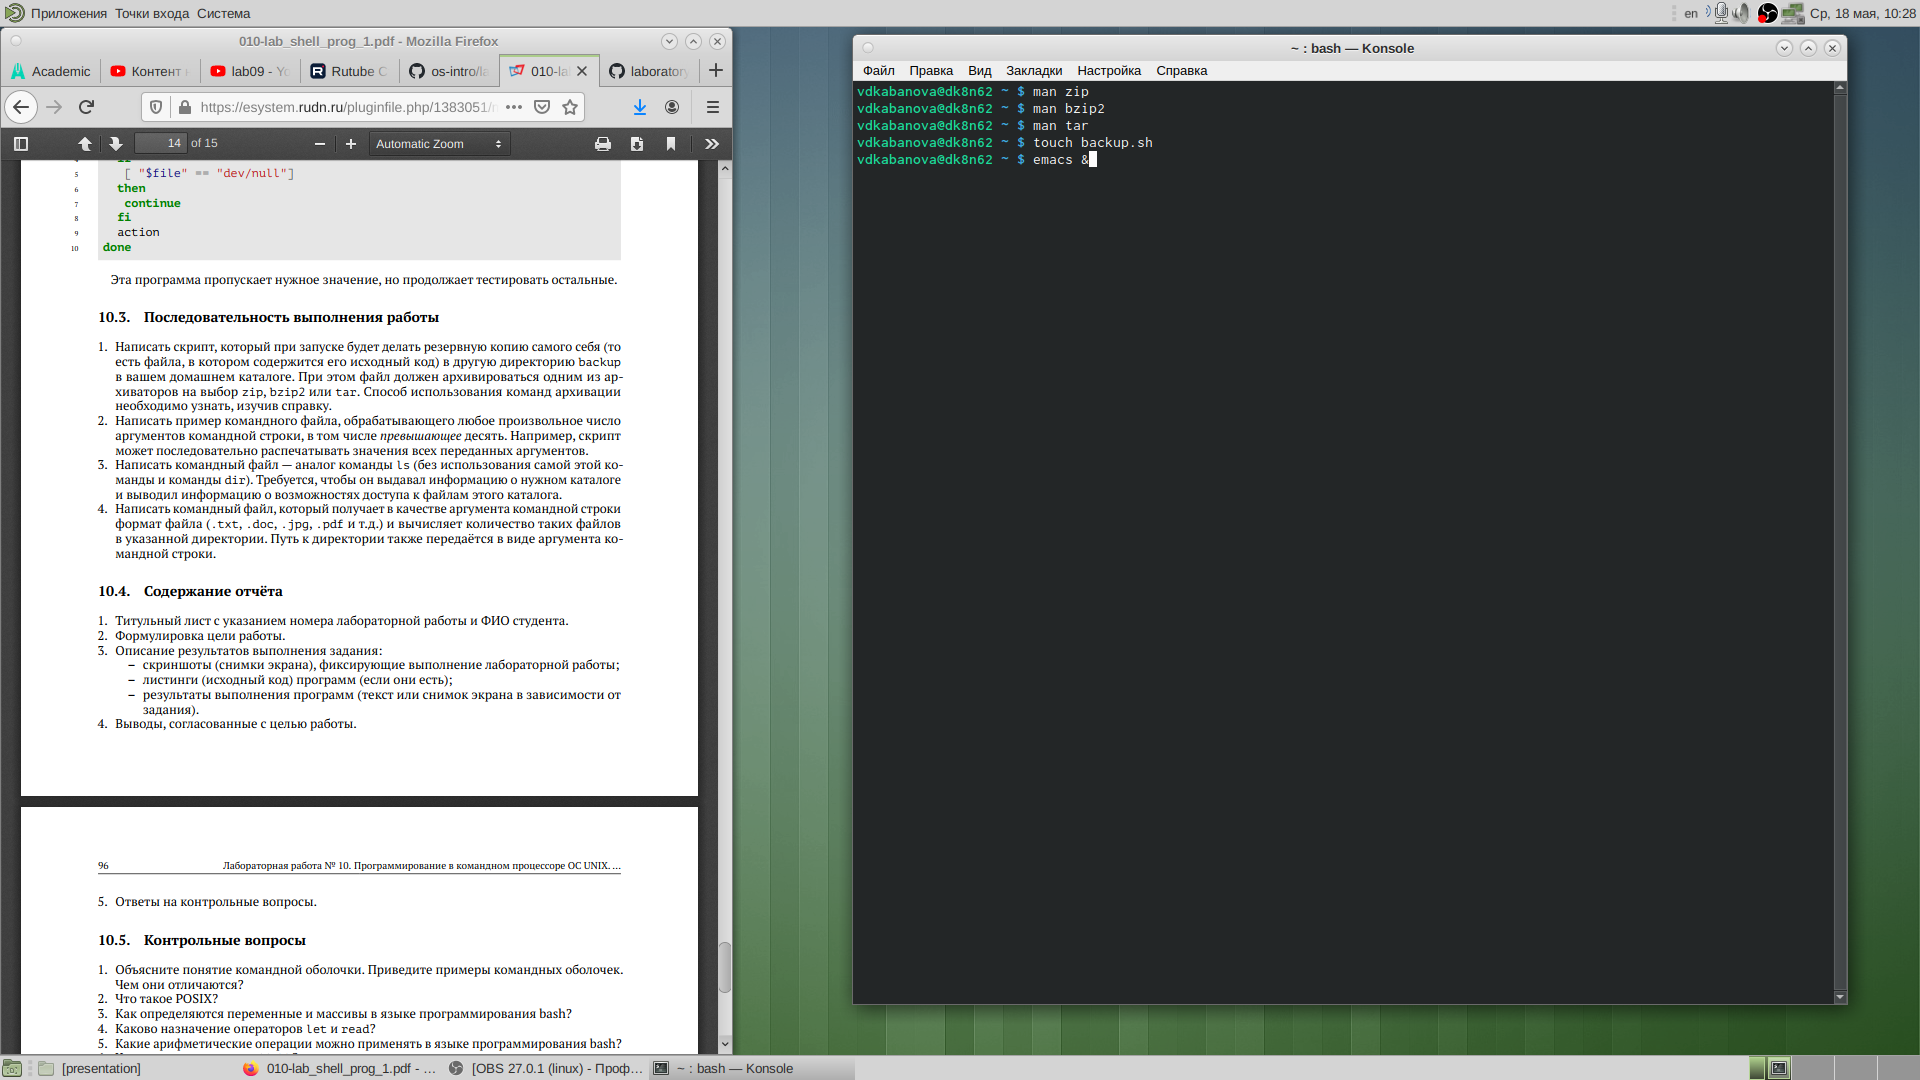 Приложения Точки входа Система
en
Ср, 18 мая, 10:28
010-lab_shell_prog_1.pdf - Mozilla Firefox
Academic
Контент
lab09 - Yo
Rutube C
os-intro/la
010-la
laborator
https://esystem.rudn.ru/pluginfile.php/1383051/
14 of 15
Automatic Zoom
5 [ "$file" == "dev/null"]
6 then
7 continue
8 fi
9 action
10 done
Эта программа пропускает нужное значение, но продолжает тестировать остальные.
10.3. Последовательность выполнения работы
1. Написать скрипт, который при запуске будет делать резервную копию самого себя (то
есть файла, в котором содержится его исходный код) в другую директорию backup
в вашем домашнем каталоге. При этом файл должен архивироваться одним из ар-
хиваторов на выбор zip, bzip2 или tar. Способ использования команд архивации
необходимо узнать, изучив справку.
2. Написать пример командного файла, обрабатывающего любое произвольное число
аргументов командной строки, в том числе превышающее десять. Например, скрипт
может последовательно распечатывать значения всех переданных аргументов.
3. Написать командный файл — аналог команды ls (без использования самой этой ко-
манды и команды dir). Требуется, чтобы он выдавал информацию о нужном каталоге
и выводил информацию о возможностях доступа к файлам этого каталога.
4. Написать командный файл, который получает в качестве аргумента командной строки
формат файла (.txt, .doc, .jpg, .pdf и т.д.) и вычисляет количество таких файлов
в указанной директории. Путь к директории также передаётся в виде аргумента ко-
мандной строки.
10.4. Содержание отчёта
1. Титульный лист с указанием номера лабораторной работы и ФИО студента.
2. Формулировка цели работы.
3. Описание результатов выполнения задания:
– скриншоты (снимки экрана), фиксирующие выполнение лабораторной работы;
– листинги (исходный код) программ (если они есть);
– результаты выполнения программ (текст или снимок экрана в зависимости от
задания).
4. Выводы, согласованные с целью работы.
96 Лабораторная работа № 10. Программирование в командном процессоре ОС UNIX. ...
5. Ответы на контрольные вопросы.
10.5. Контрольные вопросы
1. Объясните понятие командной оболочки. Приведите примеры командных оболочек.
Чем они отличаются?
2. Что такое POSIX?
3. Как определяются переменные и массивы в языке программирования bash?
4. Каково назначение операторов let и read?
5. Какие арифметические операции можно применять в языке программирования bash?
~ : bash — Konsole
Файл Правка Вид Закладки Настройка Справка
vdkabanova@dk8n62 ~ $ man zip
vdkabanova@dk8n62 ~ $ man bzip2
vdkabanova@dk8n62 ~ $ man tar
vdkabanova@dk8n62 ~ $ touch backup.sh
vdkabanova@dk8n62 ~ $ emacs &
[presentation]
010-lab_shell_prog_1.pdf - ...
[OBS 27.0.1 (linux) - Проф...
~ : bash — Konsole